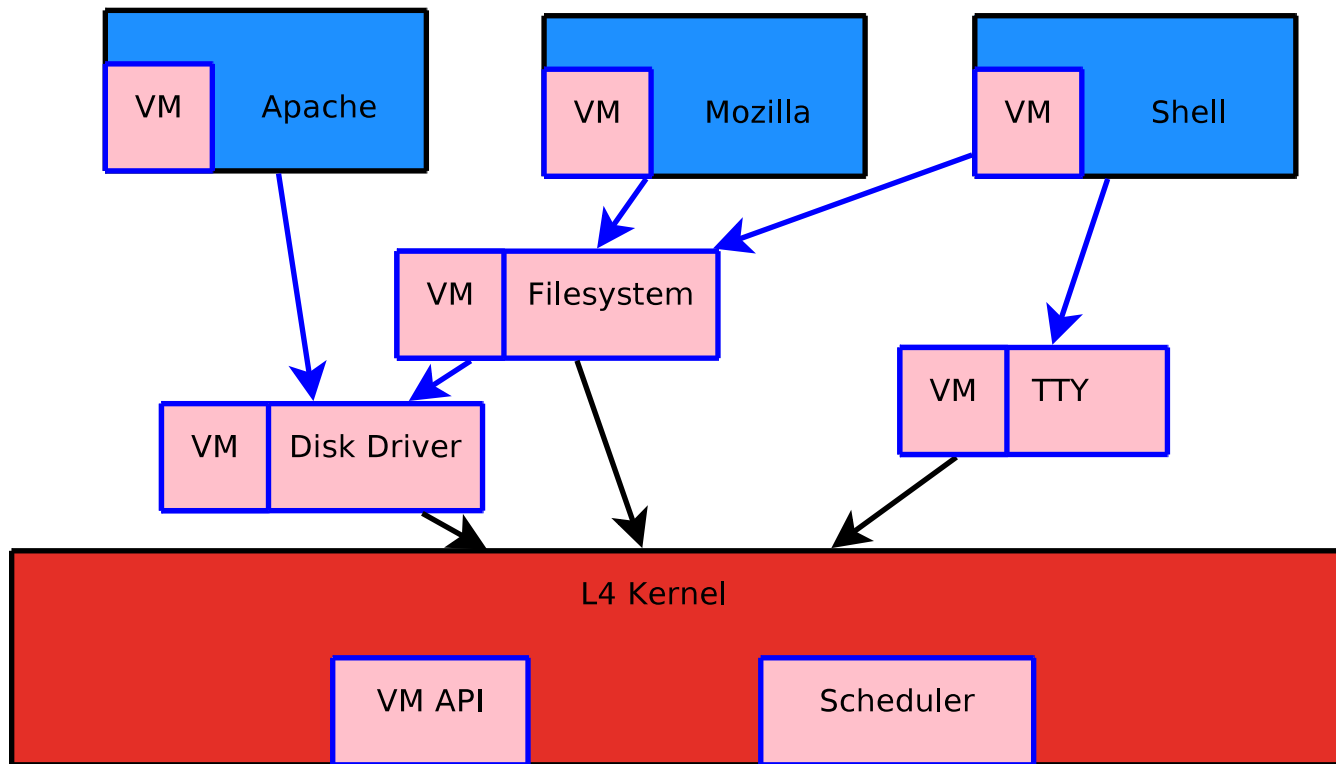 VM
Apache
VM
Mozilla
VM
Shell
VM
Filesystem
VM
TTY
VM
Disk Driver
L4 Kernel
VM API
Scheduler